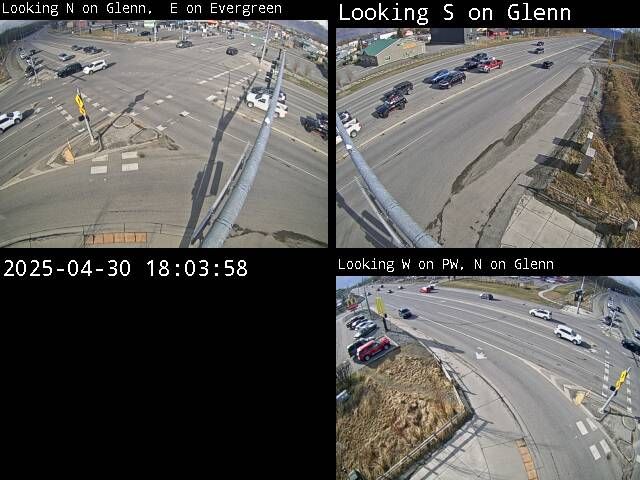 Looking N on Glenn,  E on Evergreen
Looking S on Glenn
2025-04-30 18:03:58
Looking W on PW, N on Glenn